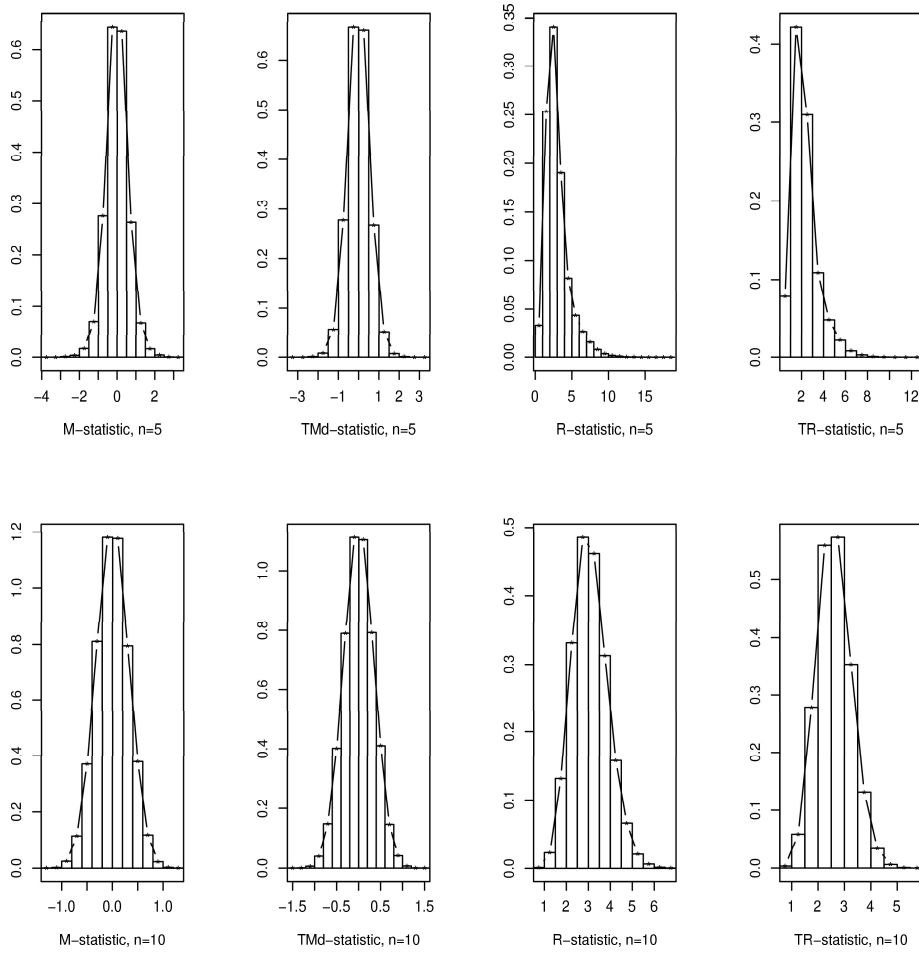 0.0 0.1 0.2 0.3 0.4 0.5 0.6
−4 −2 0 2
M−statistic, n=5
0.0 0.1 0.2 0.3 0.4 0.5 0.6
−3 −1 1 2 3
TMd−statistic, n=5
0.00 0.05 0.10 0.15 0.20 0.25 0.30 0.35
0 5 10 15
R−statistic, n=5
0.0 0.1 0.2 0.3 0.4
2 4 6 8 12
TR−statistic, n=5
0.0 0.2 0.4 0.6 0.8 1.0 1.2
−1.0 0.0 1.0
M−statistic, n=10
0.0 0.2 0.4 0.6 0.8 1.0
−1.5 −0.5 0.5 1.5
TMd−statistic, n=10
0.0 0.1 0.2 0.3 0.4 0.5
1 2 3 4 5 6
R−statistic, n=10
0.0 0.1 0.2 0.3 0.4 0.5
1 2 3 4 5
TR−statistic, n=10